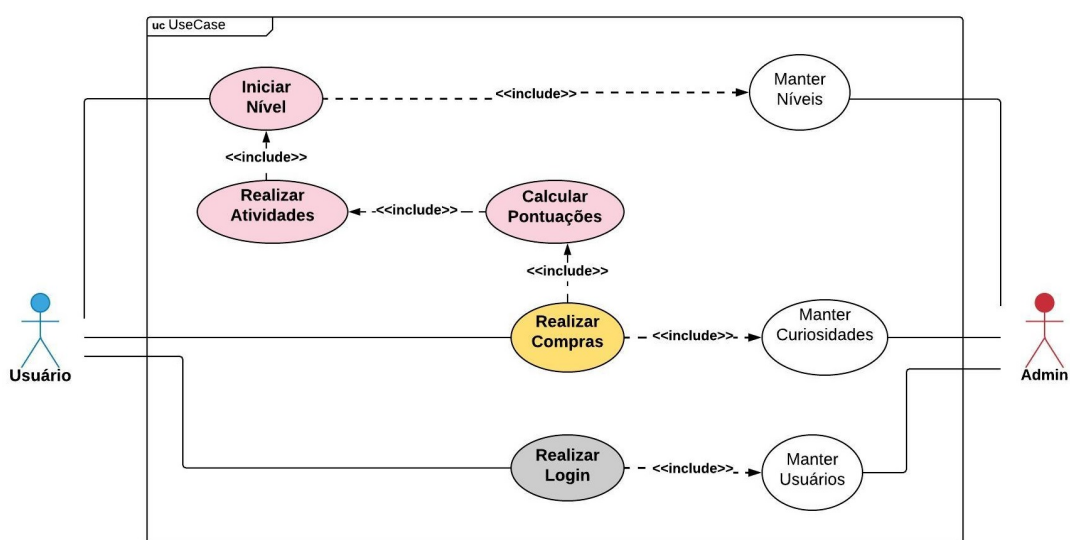 uc UseCase
Iniciar
Nível
<<include>>
Manter
Níveis
<<include>>
Realizar
Atividades
<<include>>
Calcular
Pontuações
<<include>>
Realizar
Compras
<<include>>
Manter
Curiosidades
Usuário
Admin
Realizar
Login
<<include>>
Manter
Usuários